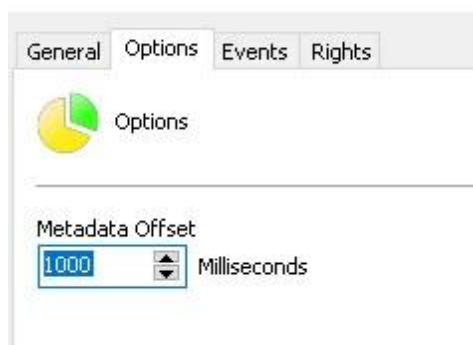 General Options Events Rights
Options
Metadata Offset
1000 Milliseconds